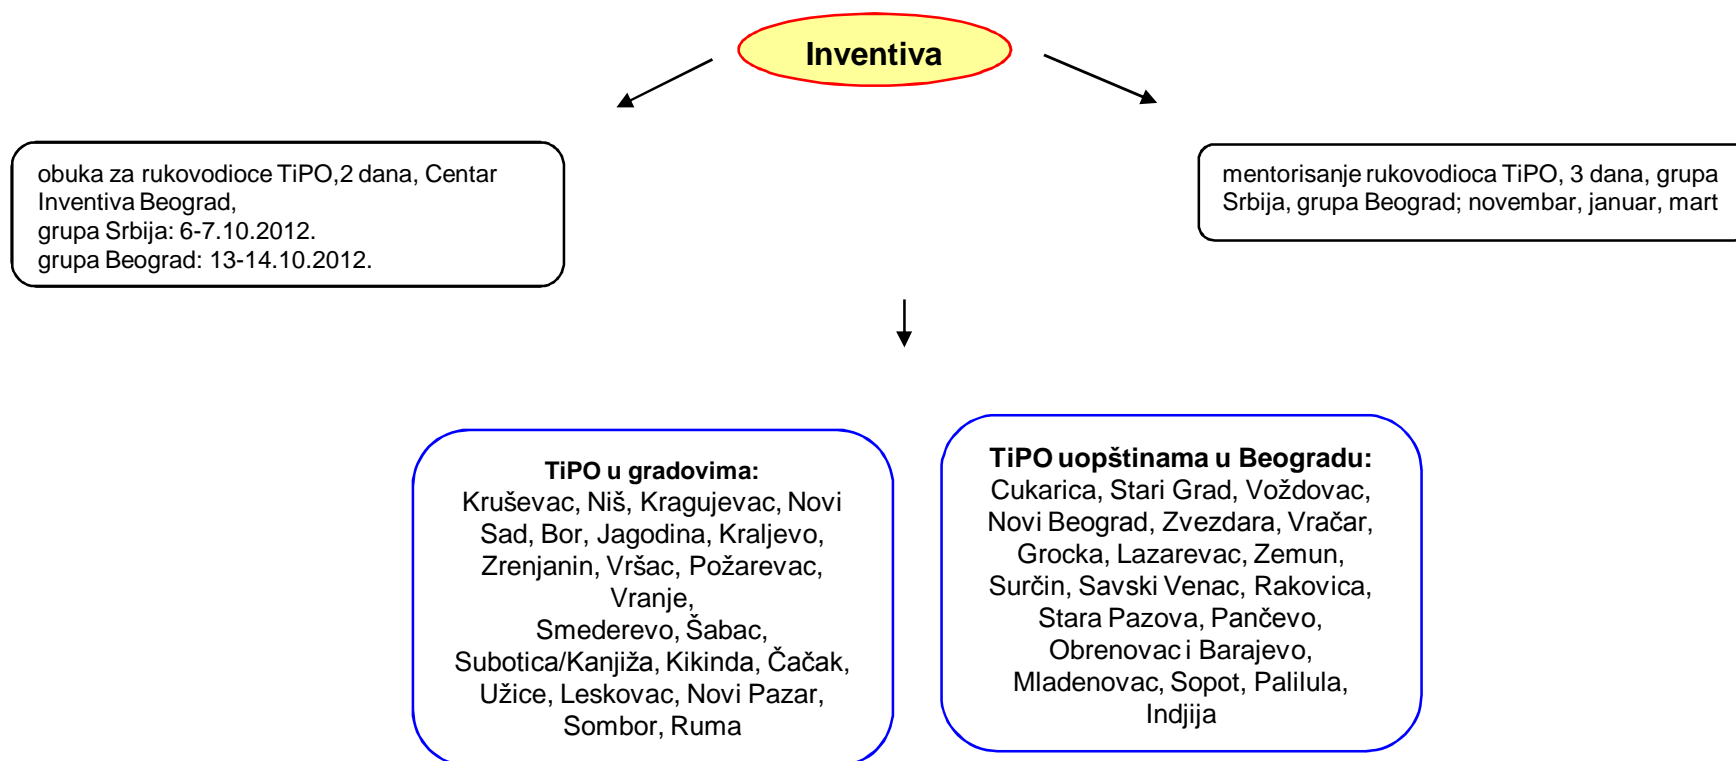 Inventiva
obuka za rukovodioce TiPO,2 dana, Centar
Inventiva Beograd,
grupa Srbija: 6-7.10.2012.
grupa Beograd: 13-14.10.2012.
mentorisanje rukovodioca TiPO, 3 dana, grupa
Srbija, grupa Beograd; novembar, januar, mart
TiPO u gradovima:
Kruševac, Niš, Kragujevac, Novi
Sad, Bor, Jagodina, Kraljevo,
Zrenjanin, Vršac, Požarevac,
Vranje,
Smederevo, Šabac,
Subotica/Kanjiža, Kikinda, Čačak,
Užice, Leskovac, Novi Pazar,
Sombor, Ruma
TiPO uopštinama u Beogradu:
Cukarica, Stari Grad, Voždovac,
Novi Beograd, Zvezdara, Vračar,
Grocka, Lazarevac, Zemun,
Surčin, Savski Venac, Rakovica,
Stara Pazova, Pančevo,
Obrenovac i Barajevo,
Mladenovac, Sopot, Palilula,
Indjija